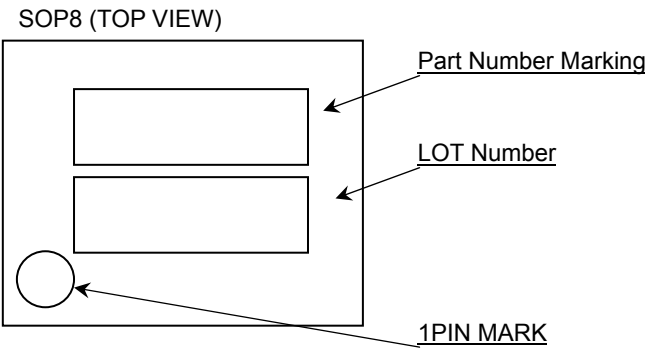 SOP8 (TOP VIEW)
Part Number Marking
LOT Number
1PIN MARK